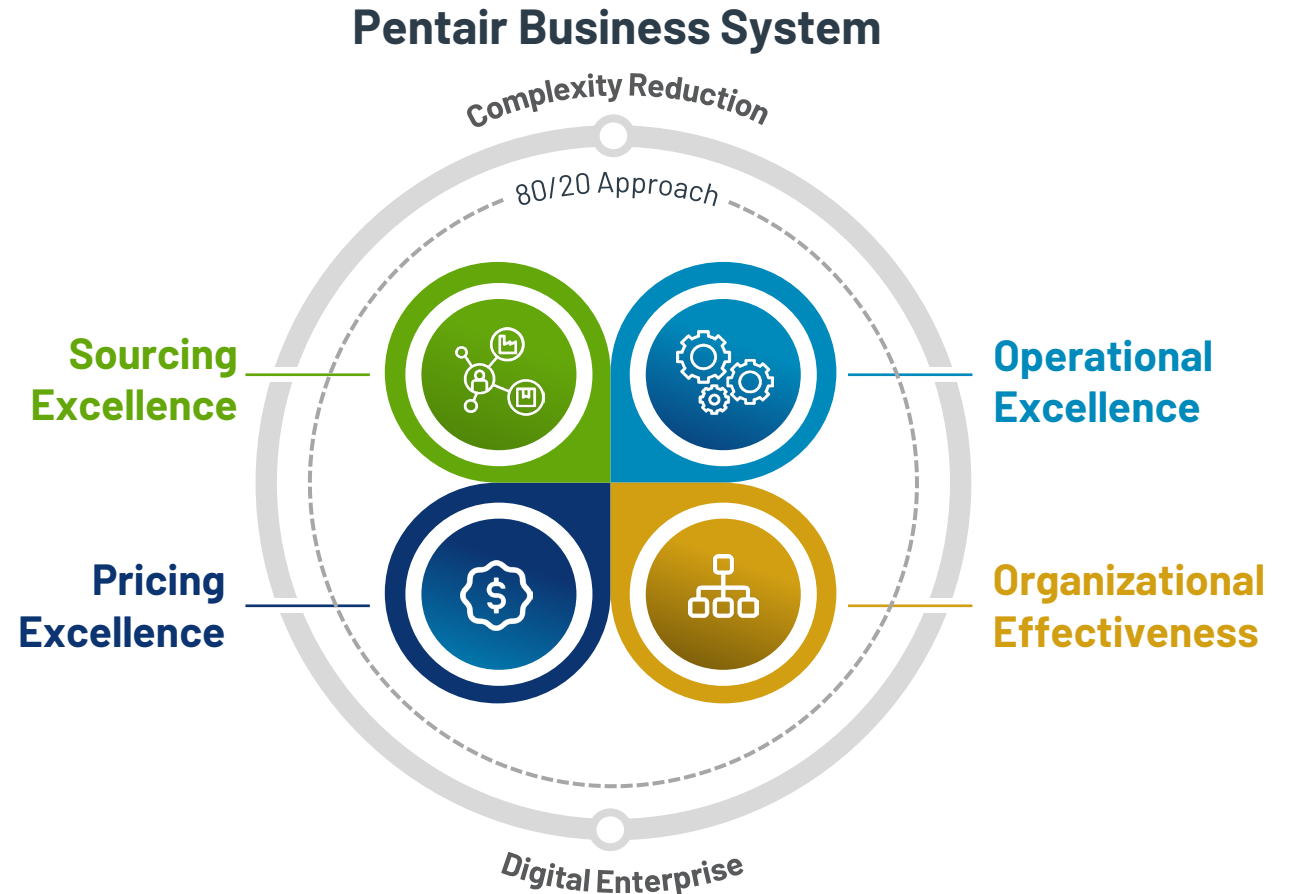 Pentair Business System
Complexity Reduction
80/20 Approach
Sourcing
Excellence
Operational
Excellence
$
Pricing
Excellence
Organizational
Effectiveness
Digital Enterprise